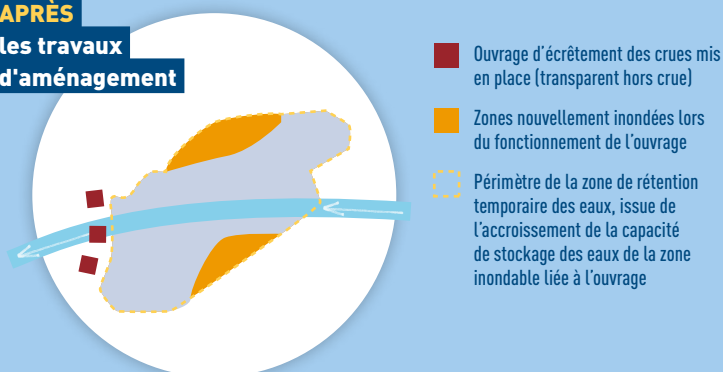 APRÈS
les travaux
d'aménagement
Ouvrage d’écrêtement des crues mis
en place (transparent hors crue)
Zones nouvellement inondées lors
du fonctionnement de l’ouvrage
Périmètre de la zone de rétention
temporaire des eaux, issue de
l’accroissement de la capacité
de stockage des eaux de la zone
inondable liée à l’ouvrage